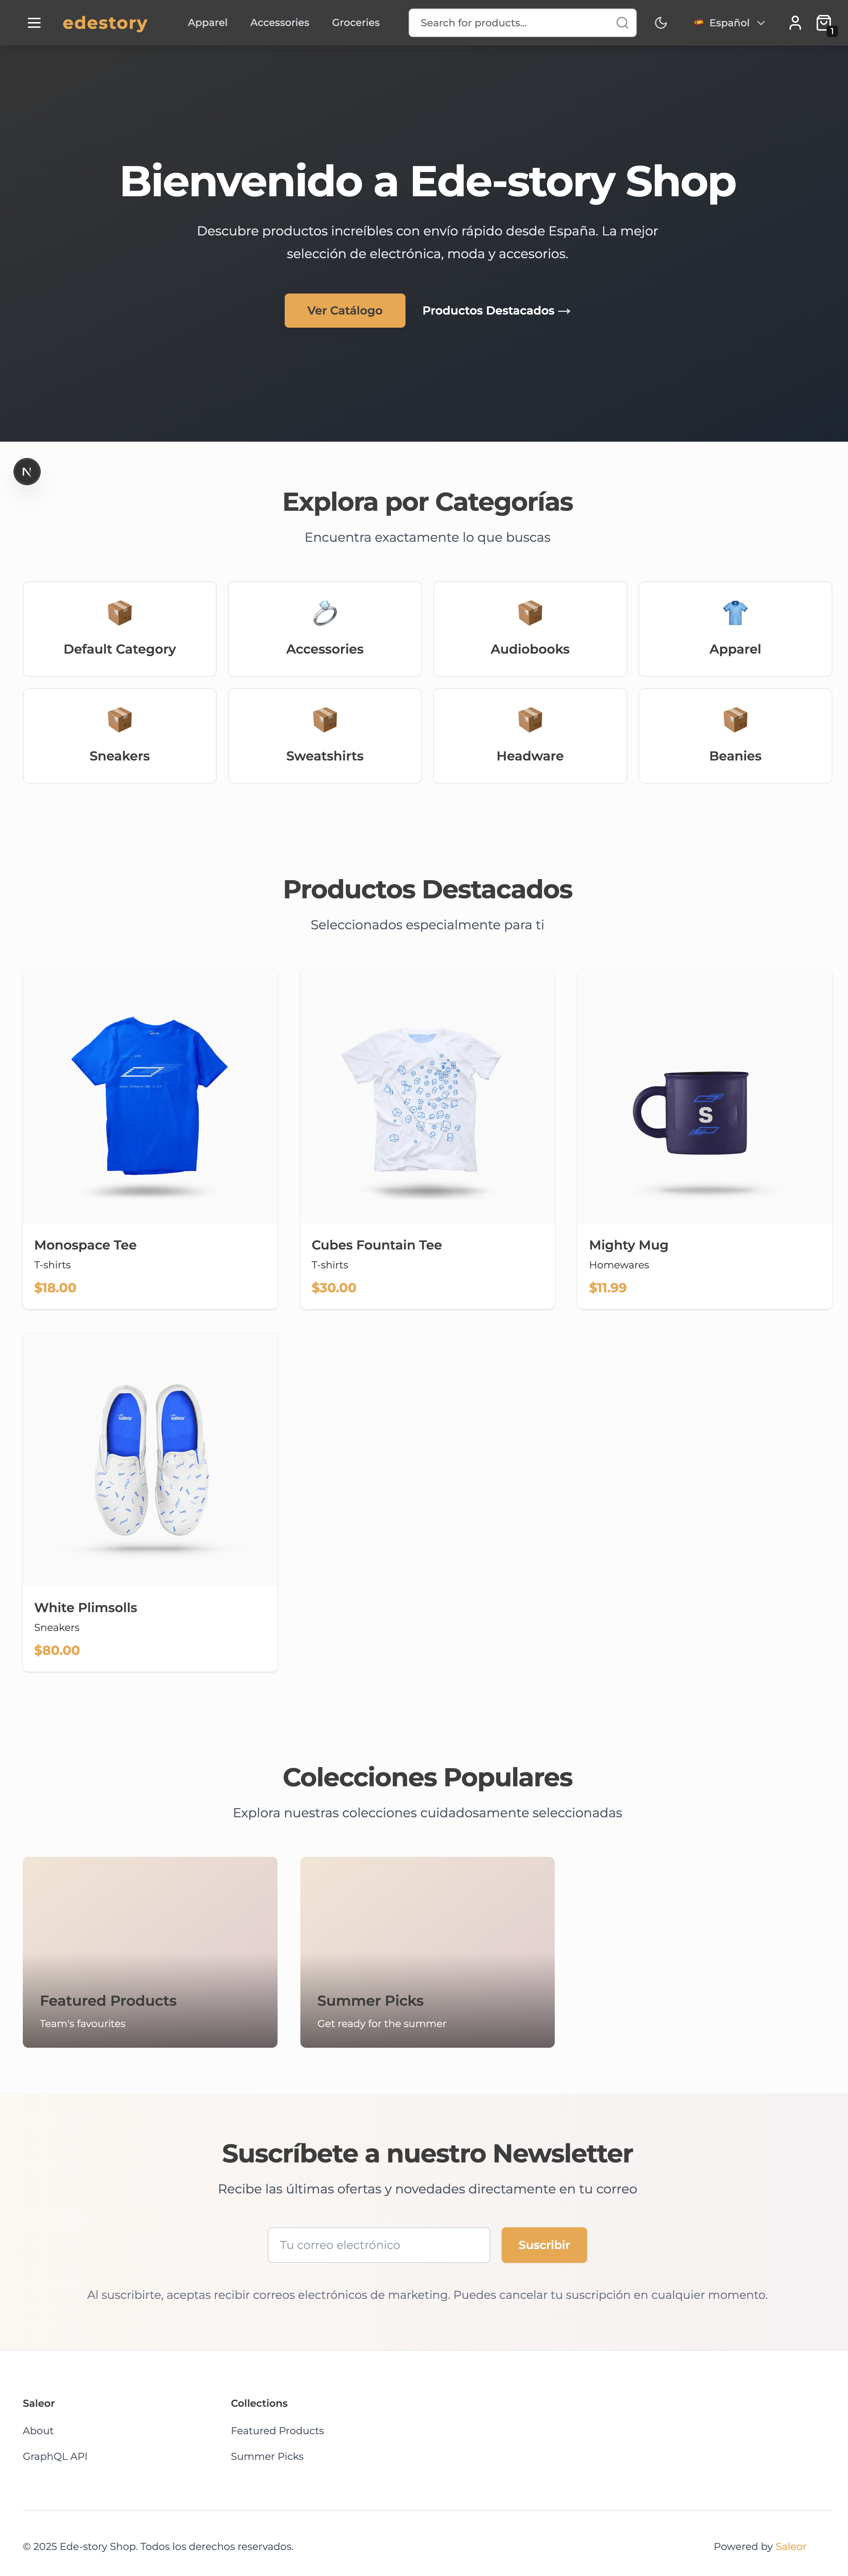 edestory
Apparel
Accessories
Groceries
Search for products...
Español
1
Bienvenido a Ede-story Shop
Descubre productos increíbles con envío rápido desde España. La mejor
selección de electrónica, moda y accesorios.
Ver Catálogo
Productos Destacados →
N
Explora por Categorías
Encuentra exactamente lo que buscas
Default Category
Accessories
Audiobooks
Apparel
Sneakers
Sweatshirts
Headware
Beanies
Productos Destacados
Seleccionados especialmente para ti
S
Monospace Tee
T-shirts
$18.00
Cubes Fountain Tee
T-shirts
$30.00
Mighty Mug
Homewares
$11.99
saleor
saleor
White Plimsolls
Sneakers
$80.00
Colecciones Populares
Explora nuestras colecciones cuidadosamente seleccionadas
Featured Products
Team's favourites
Summer Picks
Get ready for the summer
Suscríbete a nuestro Newsletter
Recibe las últimas ofertas y novedades directamente en tu correo
Tu correo electrónico
Suscribir
Al suscribirte, aceptas recibir correos electrónicos de marketing. Puedes cancelar tu suscripción en cualquier momento.
Saleor
About
GraphQL API
Collections
Featured Products
Summer Picks
© 2025 Ede-story Shop. Todos los derechos reservados.
Powered by Saleor